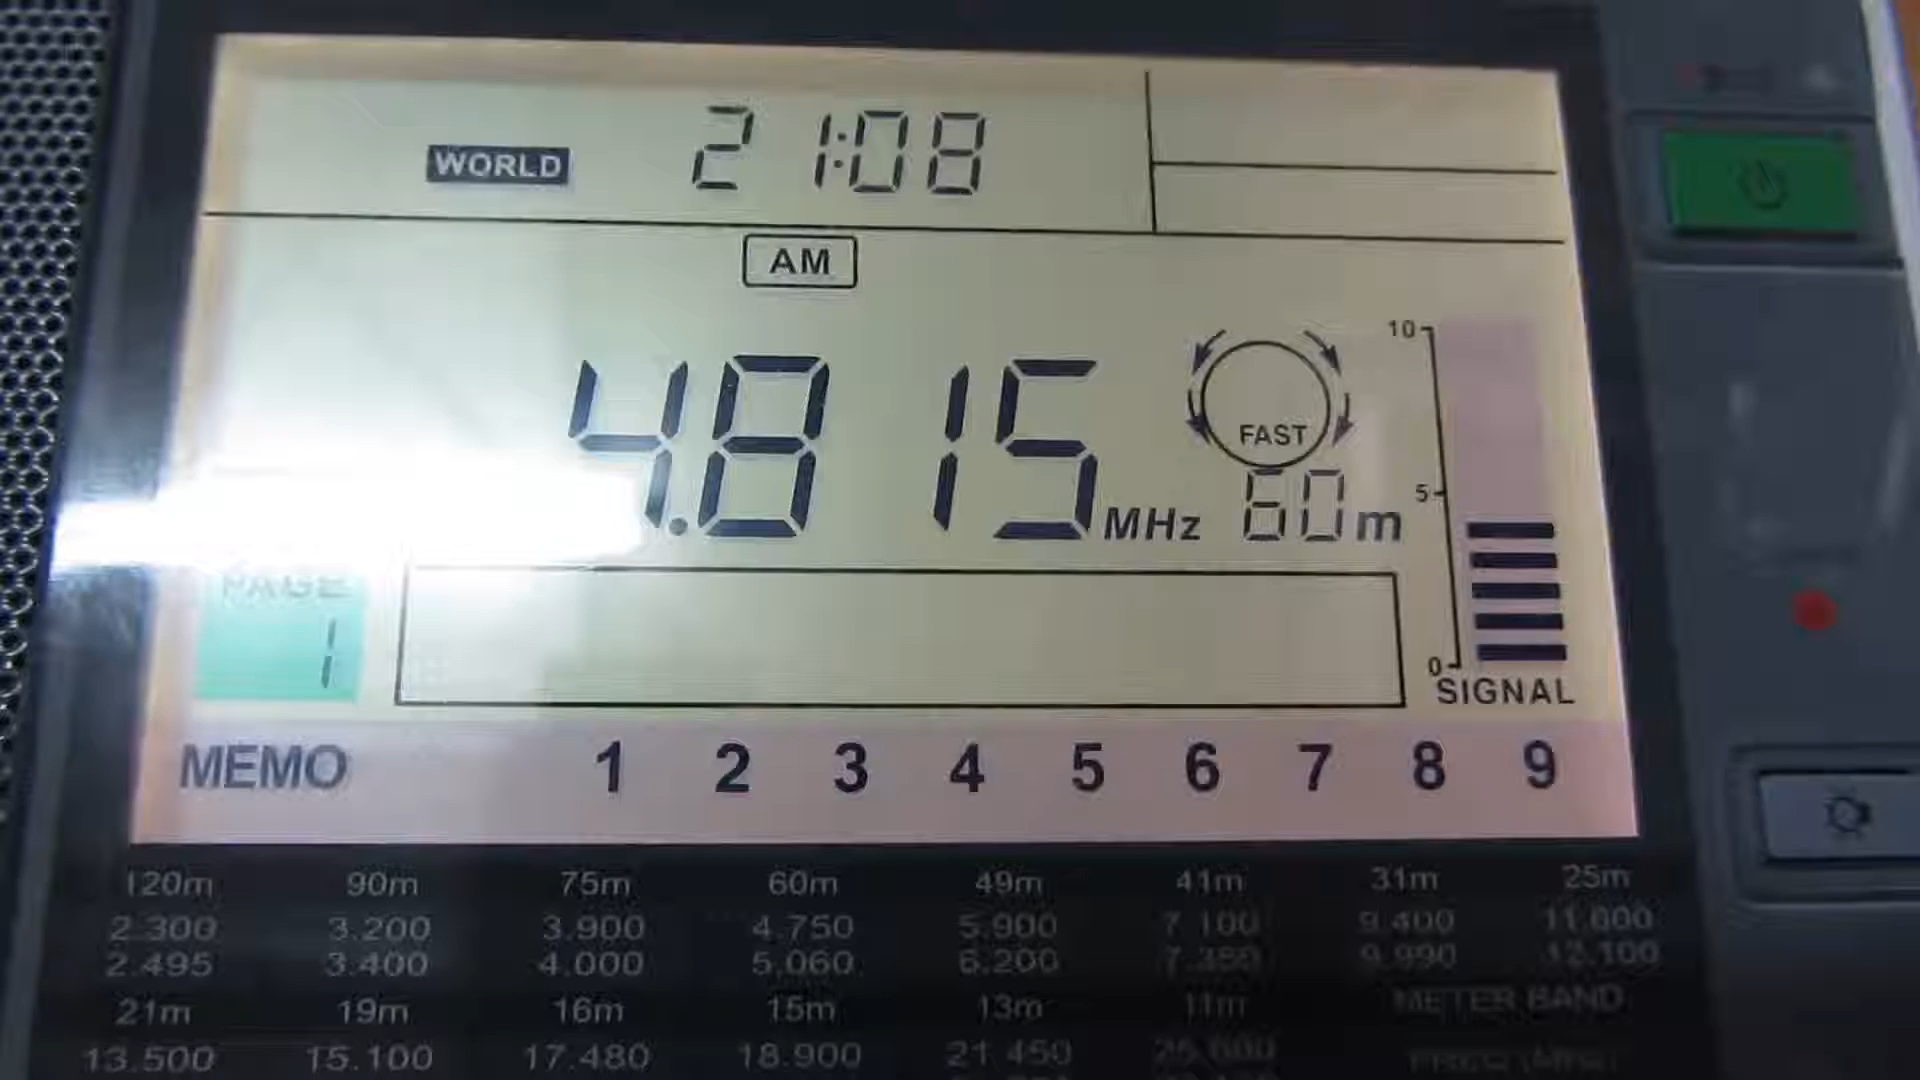 WORLD 21:08
AM
4.815 MHz
FAST
60m
10
5
0
SIGNAL
PAGE
1
MEMO 1 2 3 4 5 6 7 8 9
120m 90m 75m 60m 49m 41m 31m 25m
2.300 3.200 3.900 4.750 5.900 7.100 9.400 11.600
2.495 3.400 4.000 5.060 6.200 9.990 12.100
21m 19m 16m 15m 13m 11m METER BAND
13.500 15.100 17.480 18.900 21.450